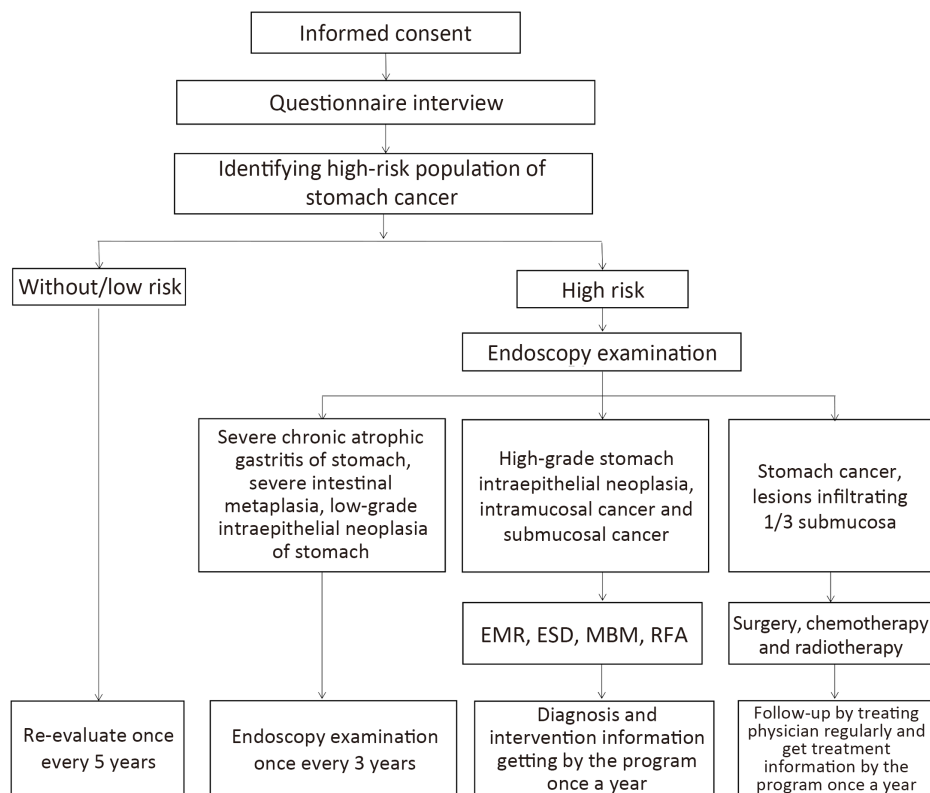 Informed consent
Questionnaire interview
Identifying high-risk population of
stomach cancer
Without/low risk
High risk
Endoscopy examination
Severe chronic atrophic
gastritis of stomach,
severe intestinal
metaplasia, low-grade
intraepithelial neoplasia
of stomach
High-grade stomach
intraepithelial neoplasia,
intramucosal cancer and
submucosal cancer
Stomach cancer,
lesions infiltrating
1/3 submucosa
EMR, ESD, MBM, RFA
Surgery, chemotherapy
and radiotherapy
Re-evaluate once
every 5 years
Endoscopy examination
once every 3 years
Diagnosis and
intervention information
getting by the program
once a year
Follow-up by treating
physician regularly and
get treatment
information by the
program once a year